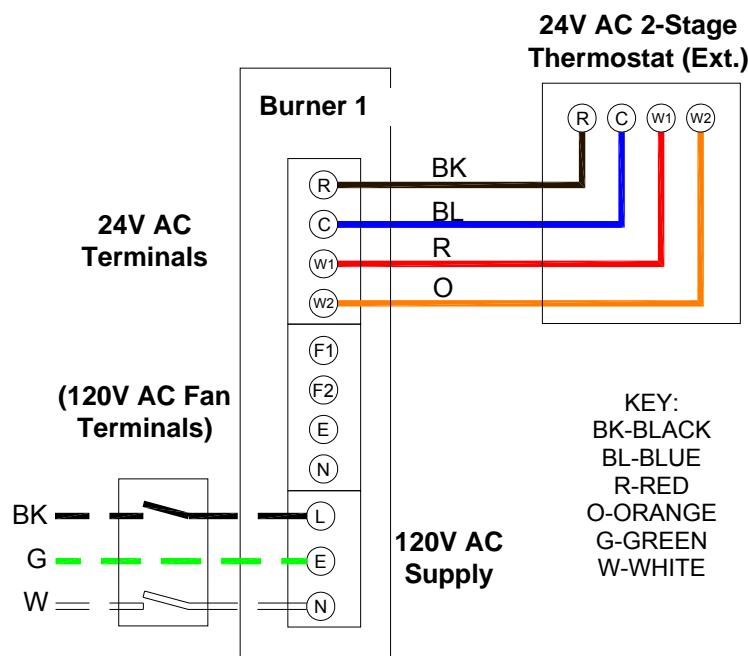 24V AC 2-Stage
Thermostat (Ext.)
R C W1 W2
Burner 1
24V AC
Terminals
R
C
W1
W2
BK
BL
R
O
(120V AC Fan
Terminals)
F1
F2
E
N
BK
G
W
L
E
N
120V AC
Supply
KEY:
BK-BLACK
BL-BLUE
R-RED
O-ORANGE
G-GREEN
W-WHITE